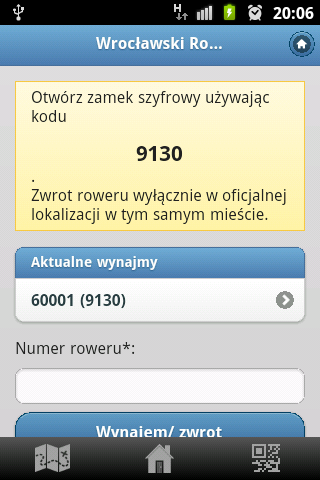 H
20:06
Wrocławski Ro...
Otwórz zamek szyfrowy używając
kodu
9130
.
Zwrot roweru wyłącznie w oficjalnej
lokalizacji w tym samym mieście.
Aktualne wynajmy
60001 (9130)
Numer roweru*:
Wynajem/ zwrot